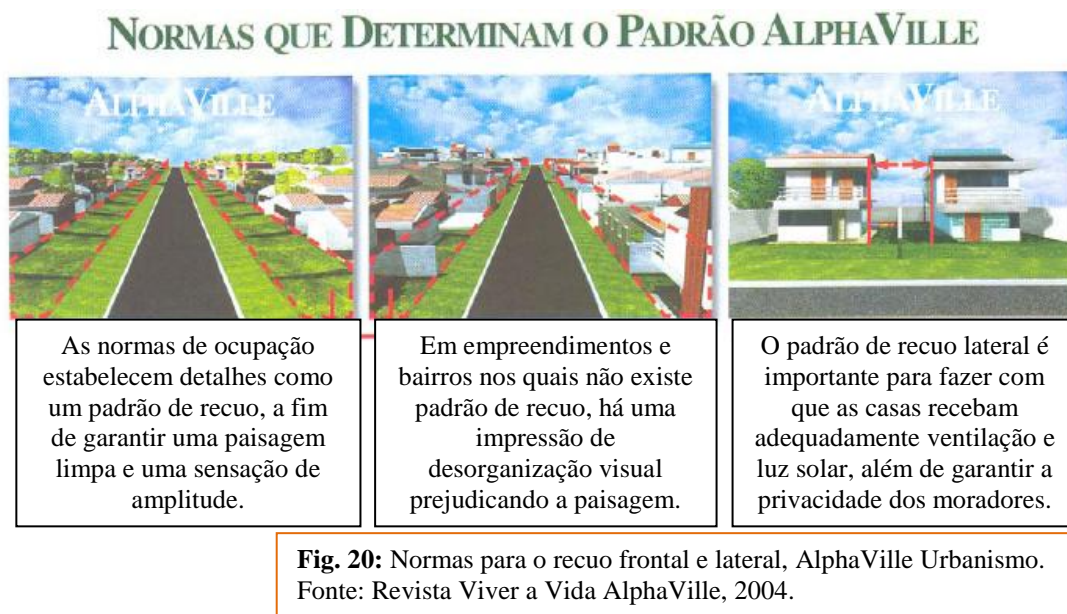 NORMAS QUE DETERMINAM O PADRÃO ALPHAVILLE
ALPHAVILLE
ALPHAVILLE
As normas de ocupação
estabelecem detalhes como
um padrão de recuo, a fim
de garantir uma paisagem
limpa e uma sensação de
amplitude.
Em empreendimentos e
bairros nos quais não existe
padrão de recuo, há uma
impressão de
desorganização visual
prejudicando a paisagem.
O padrão de recuo lateral é
importante para fazer com
que as casas recebam
adequadamente ventilação e
luz solar, além de garantir a
privacidade dos moradores.
Fig. 20: Normas para o recuo frontal e lateral, AlphaVille Urbanismo.
Fonte: Revista Viver a Vida AlphaVille, 2004.